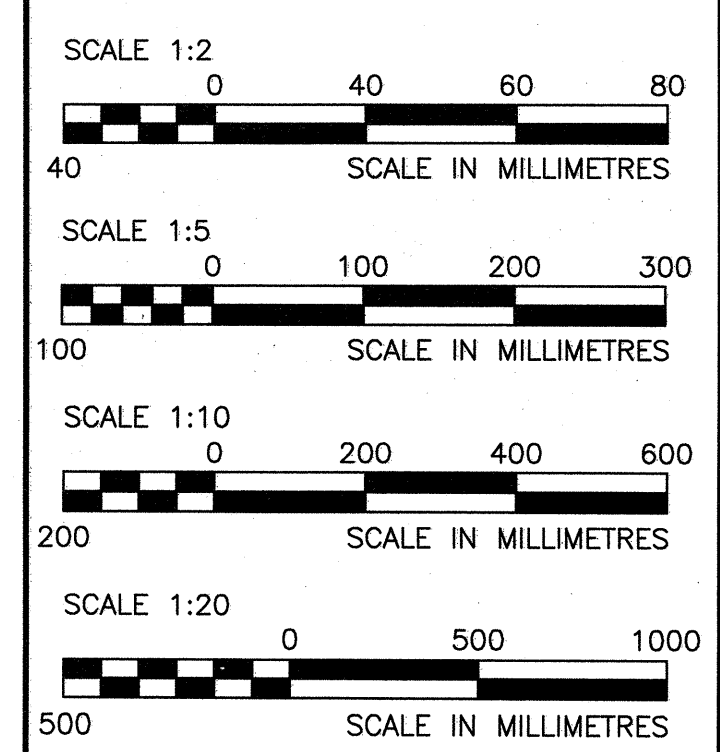 SCALE 1:2
0 40 60 80
40 SCALE IN MILLIMETRES
SCALE 1:5
0 100 200 300
100 SCALE IN MILLIMETRES
SCALE 1:10
0 200 400 600
200 SCALE IN MILLIMETRES
SCALE 1:20
0 500 1000
500 SCALE IN MILLIMETRES